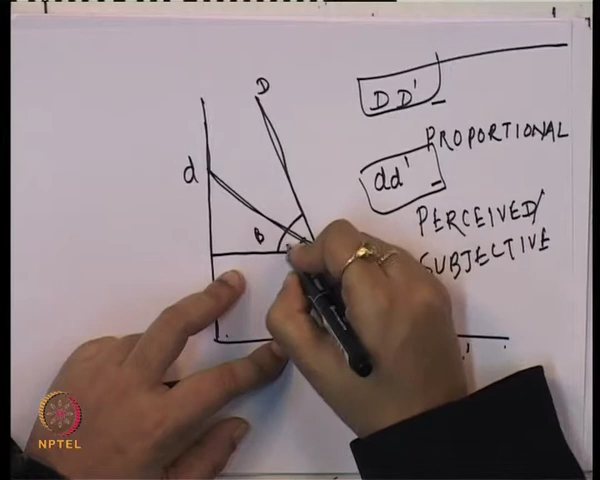 D
d
B
DD'
PROPORTIONAL
dd'
PERCEIVED/
SUBJECTIVE
NPTEL